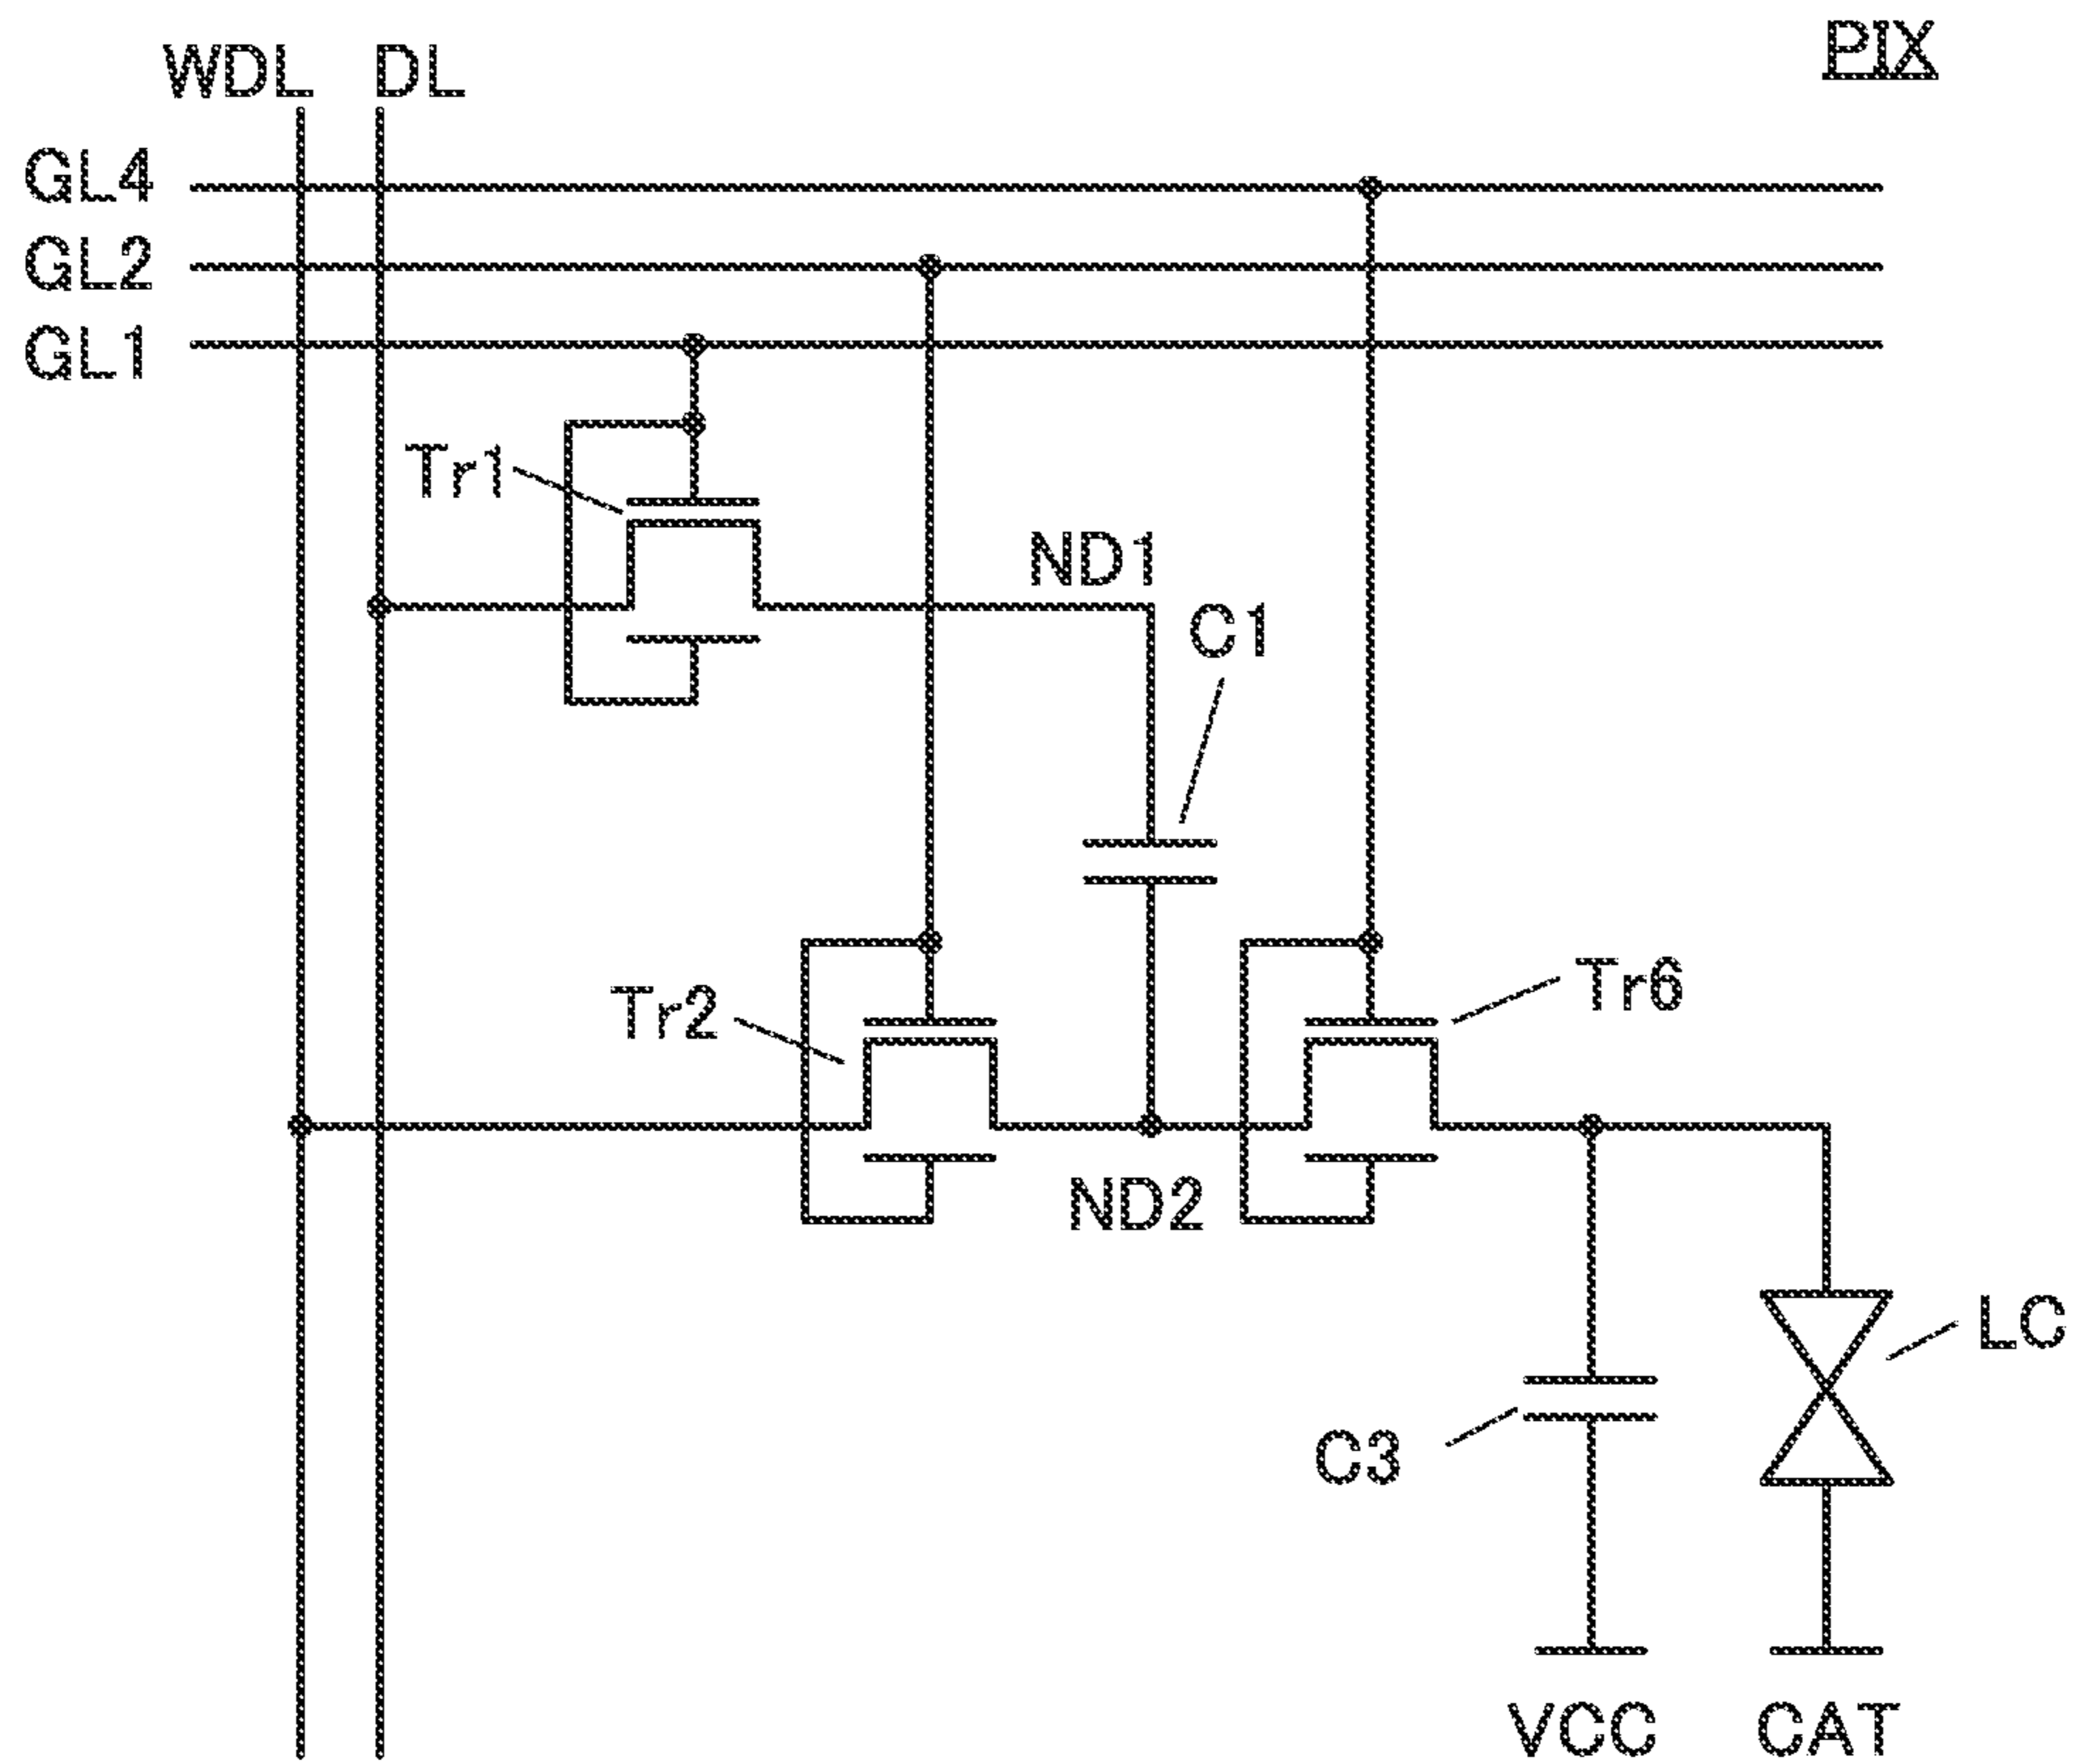 PIX
WDL DL
GL4
GL2
GL1
Tr1
ND1
C1
Tr2
Tr6
ND2
LC
C3
VCC CAT